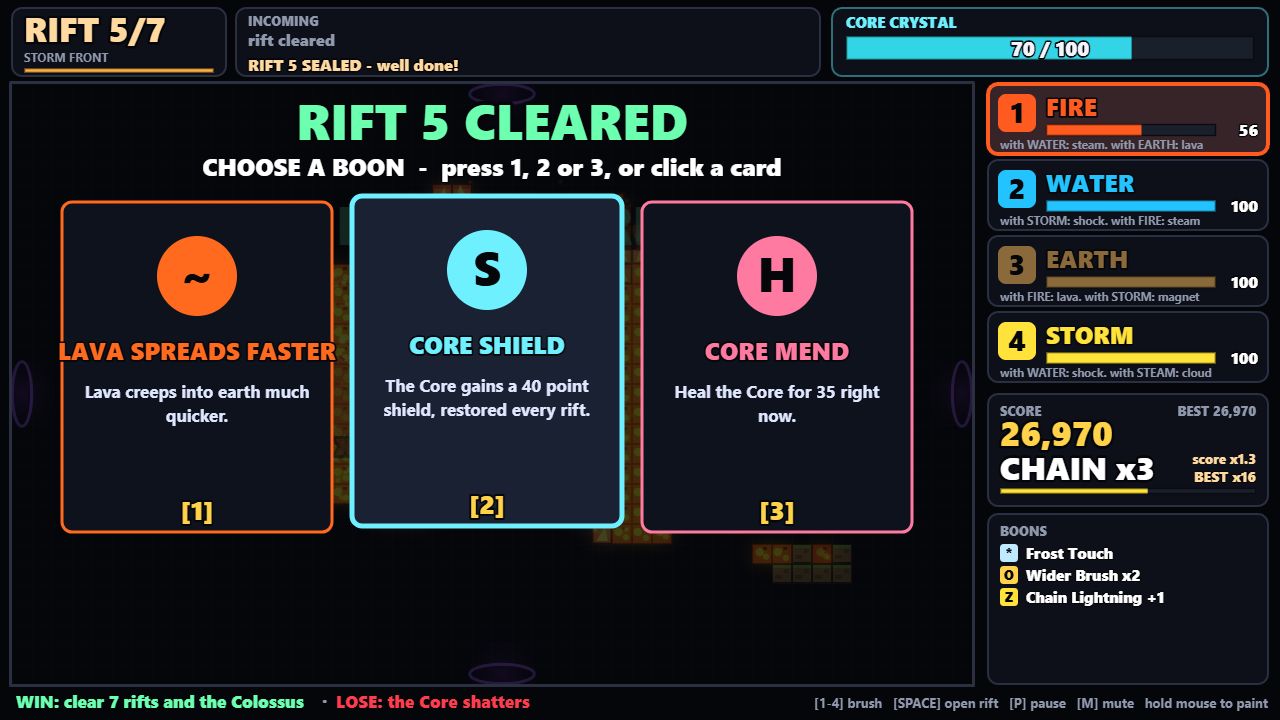 RIFT 5/7
STORM FRONT
INCOMING
rift cleared
RIFT 5 SEALED - well done!
CORE CRYSTAL
70 / 100
RIFT 5 CLEARED
CHOOSE A BOON - press 1, 2 or 3, or click a card
~
LAVA SPREADS FASTER
Lava creeps into earth much
quicker.
[1]
S
CORE SHIELD
The Core gains a 40 point
shield, restored every rift.
[2]
H
CORE MEND
Heal the Core for 35 right
now.
[3]
1 FIRE
56
with WATER: steam. with EARTH: lava
2 WATER
100
with STORM: shock. with FIRE: steam
3 EARTH
100
with FIRE: lava. with STORM: magnet
4 STORM
100
with WATER: shock. with STEAM: cloud
SCORE BEST 26,970
26,970
CHAIN x3
score x1.3
BEST x16
BOONS
* Frost Touch
O Wider Brush x2
Z Chain Lightning +1
WIN: clear 7 rifts and the Colossus · LOSE: the Core shatters
[1-4] brush [SPACE] open rift [P] pause [M] mute hold mouse to paint